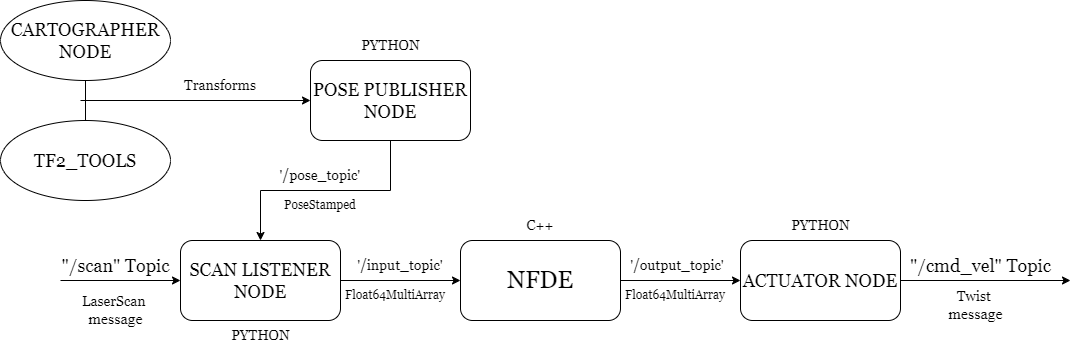 CARTOGRAPHER
NODE
PYTHON
Transforms
POSE PUBLISHER
NODE
TF2_TOOLS
'/pose_topic'
PoseStamped
C++
PYTHON
"/scan" Topic
LaserScan
message
SCAN LISTENER
NODE
PYTHON
'/input_topic'
Float64MultiArray
NFDE
'/output_topic'
Float64MultiArray
ACTUATOR NODE
"/cmd_vel" Topic
Twist
message